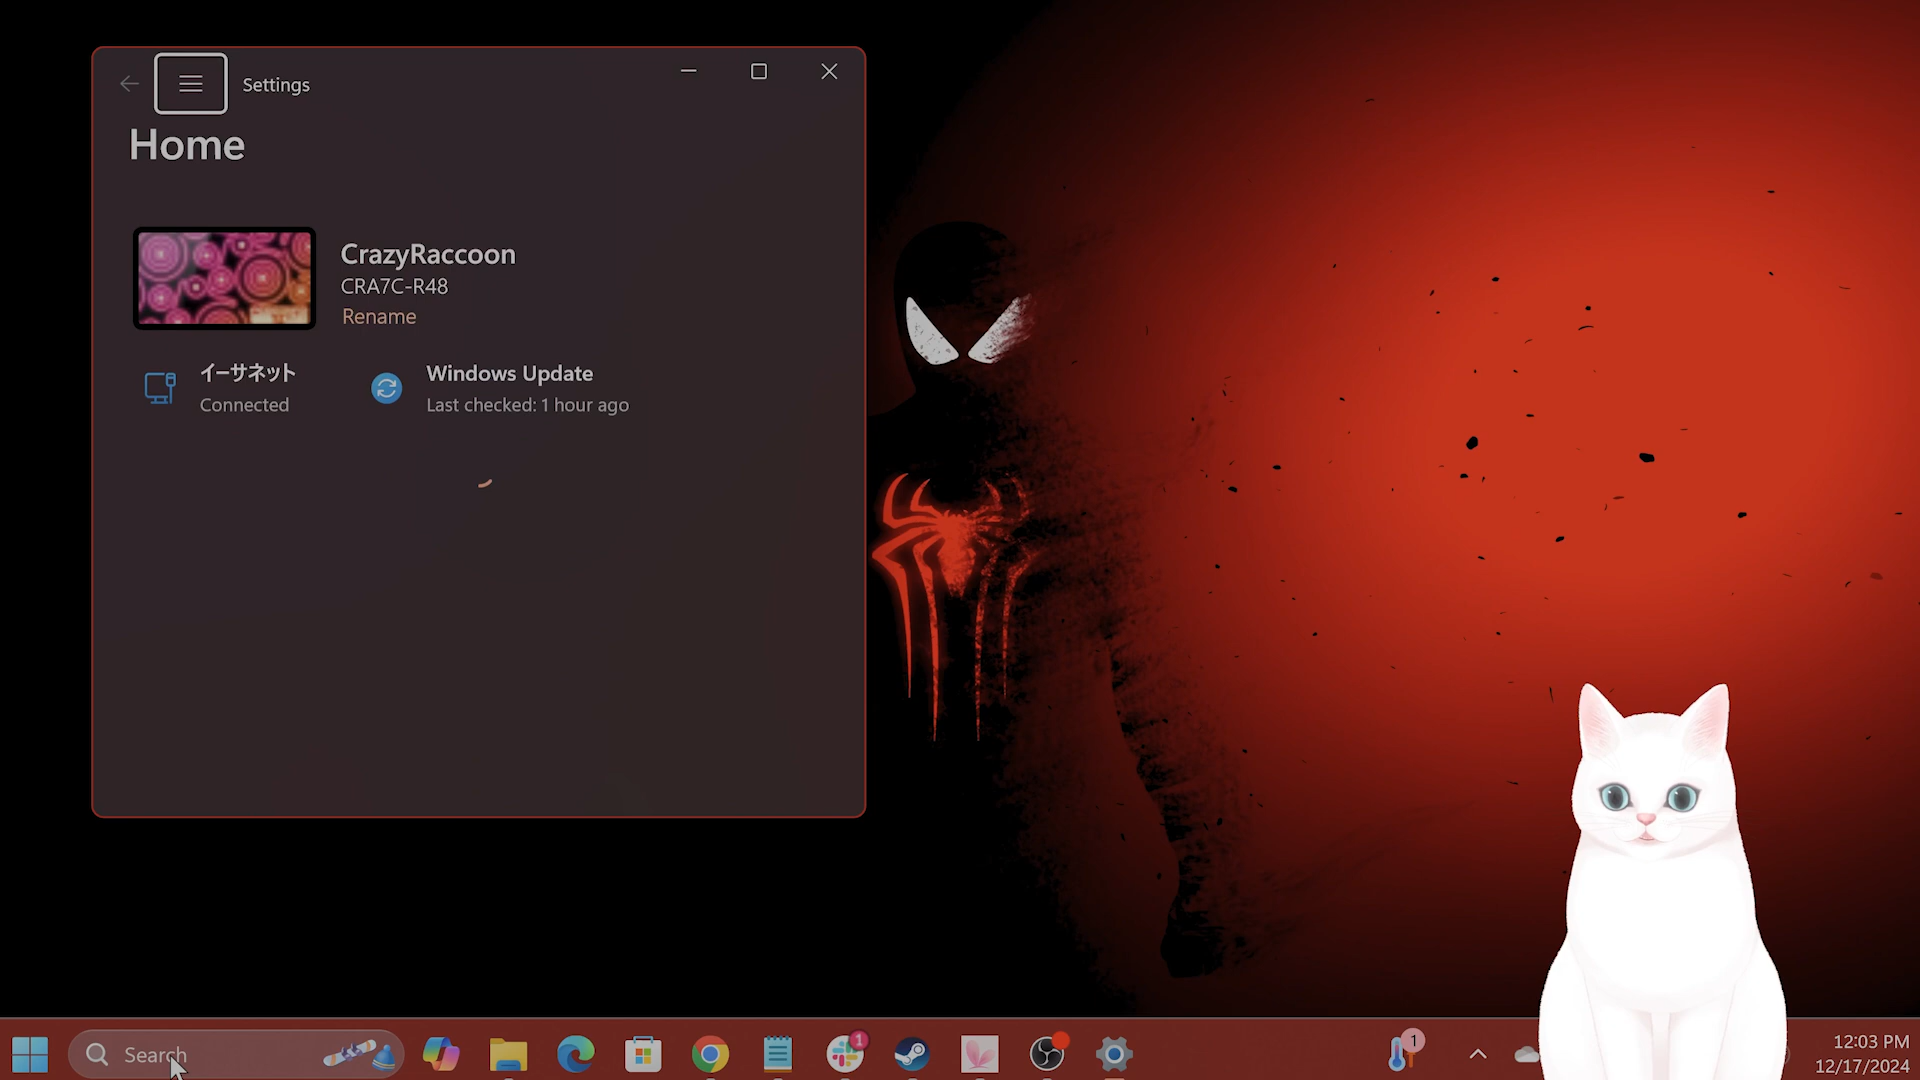 Settings
Home
CrazyRaccoon
CRA7C-R48
Rename
イーサネット
Connected
Windows Update
Last checked: 1 hour ago
Search
1
1
12:03 PM
12/17/2024